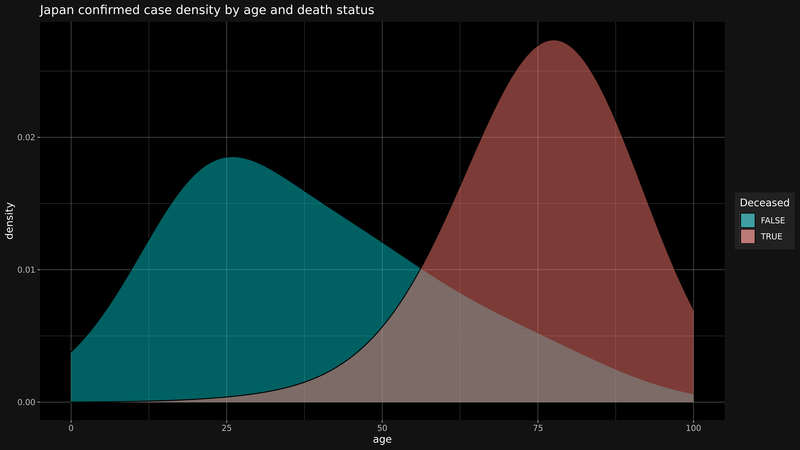 Japan confirmed case density by age and death status
density
0.02
0.01
0.00
0
25
50
75
100
age
Deceased
FALSE
TRUE